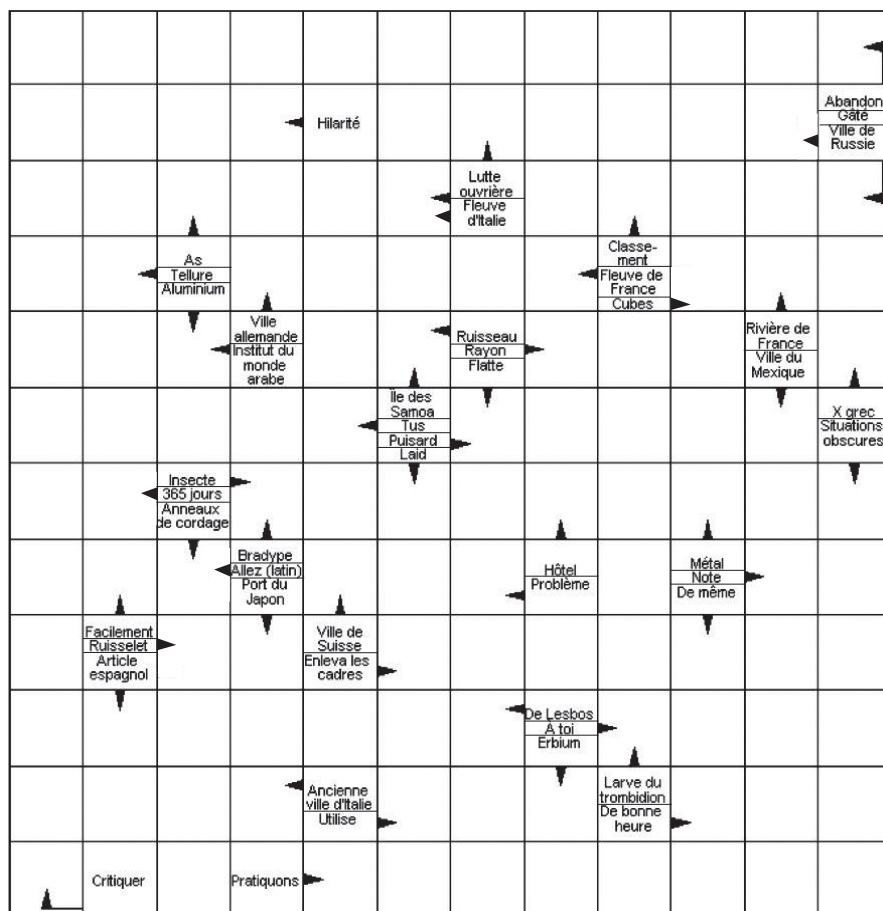 Hilarité
Abandon
Gâté
Ville de
Russie
Lutte
ouvrière
Fleuve
d'Italie
As
Tellure
Aluminium
Classe-
ment
Fleuve de
France
Cubes
Ville
allemande
Institut du
monde
arabe
Ruisseau
Rayon
Flatte
Rivière de
France
Ville du
Mexique
Île des
Samoa
Tus
Puisard
Laid
X grec
Situations
obscures
Insecte
365 jours
Anneaux
de cordage
Bradype
Allez (latin)
Port du
Japon
Hôtel
Problème
Métal
Note
De même
Facilement
Ruisselet
Article
espagnol
Ville de
Suisse
Enleva les
cadres
De Lesbos
À toi
Erbium
Ancienne
ville d'Italie
Utilise
Larve du
trombidion
De bonne
heure
Critiquer
Pratiquons